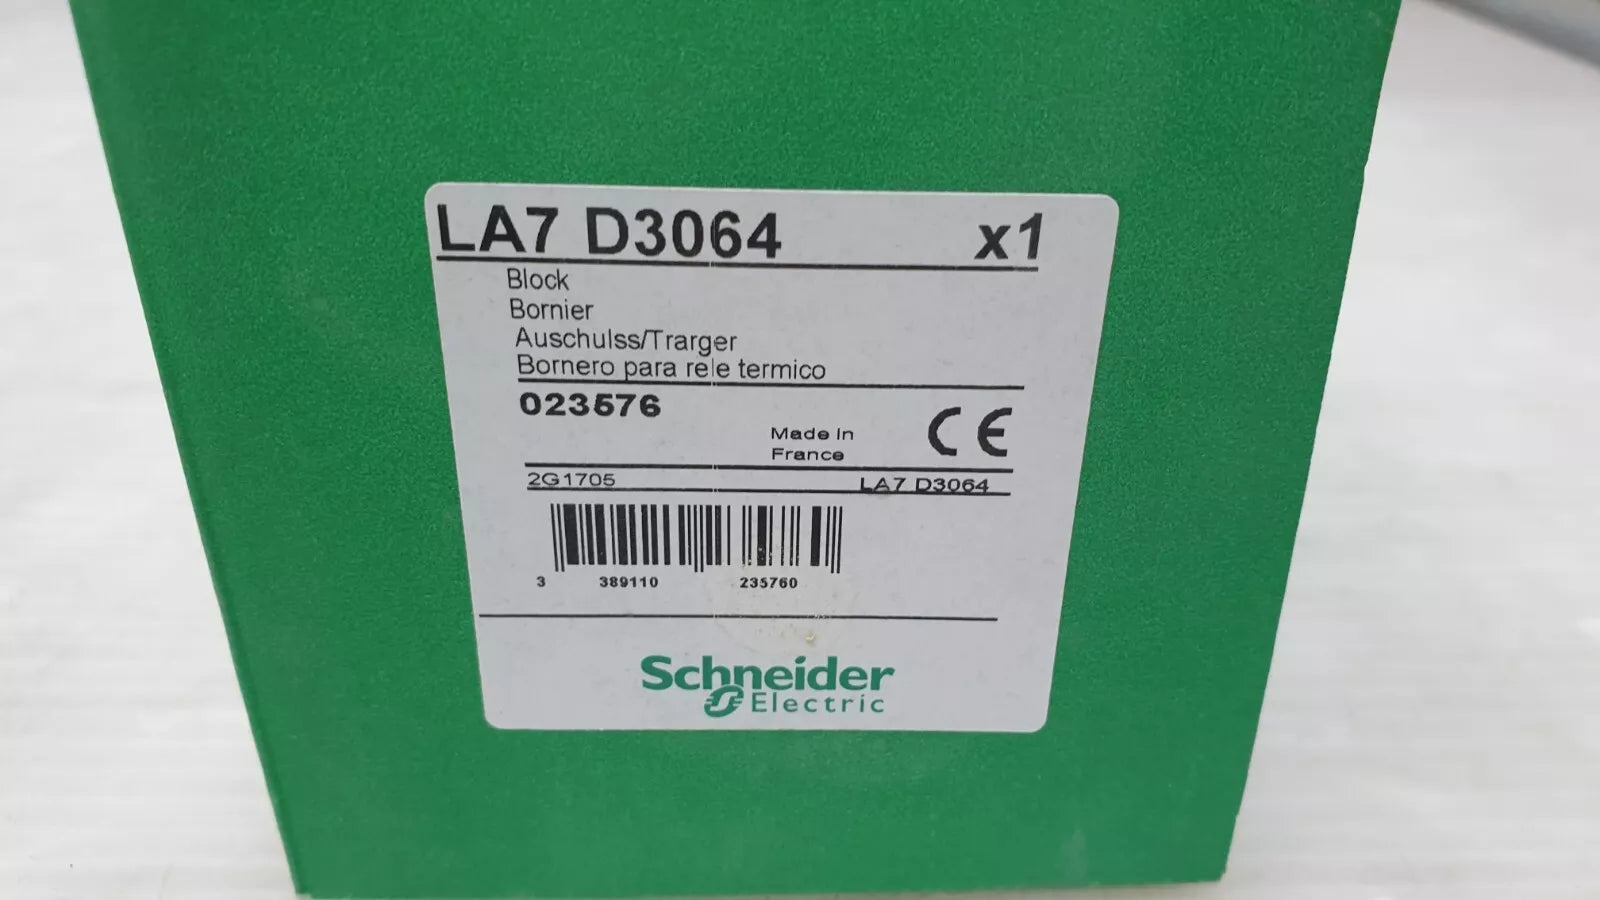 LA7 D3064 x1
Block
Bornier
Auschulss/Trarger
Bornero para rele termico
023576
Made in
France
CE
2G1705 LA7 D3064
3 389110 235760
Schneider
Electric